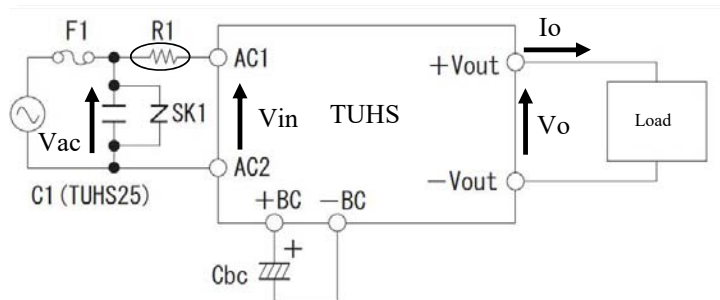 F1
R1
Io
AC1
+Vout
Vac
SK1
Vin
TUHS
Vo
Load
AC2
-Vout
C1(TUHS25)
+BC
-BC
+
Cbc